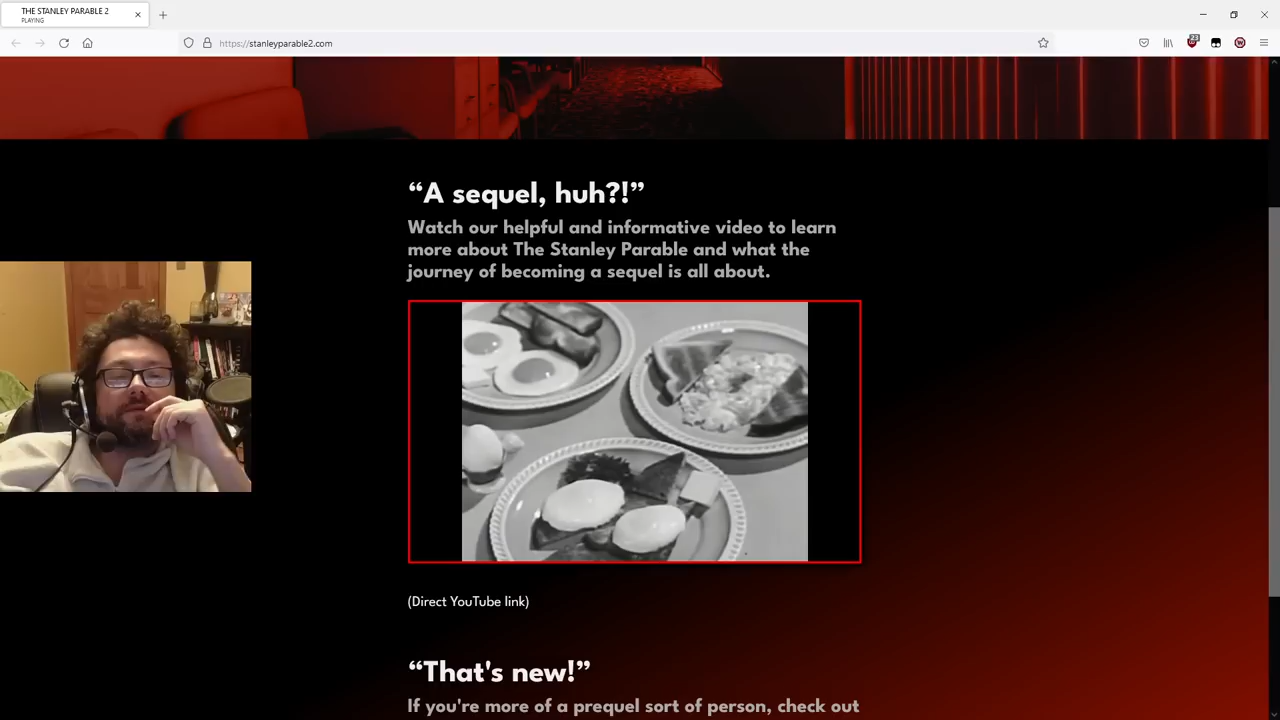 THE STANLEY PARABLE 2
PLAYING
https://stanleyparable2.com
23
“A sequel, huh?!”
Watch our helpful and informative video to learn
more about The Stanley Parable and what the
journey of becoming a sequel is all about.
(Direct YouTube link)
“That's new!”
If you're more of a prequel sort of person, check out